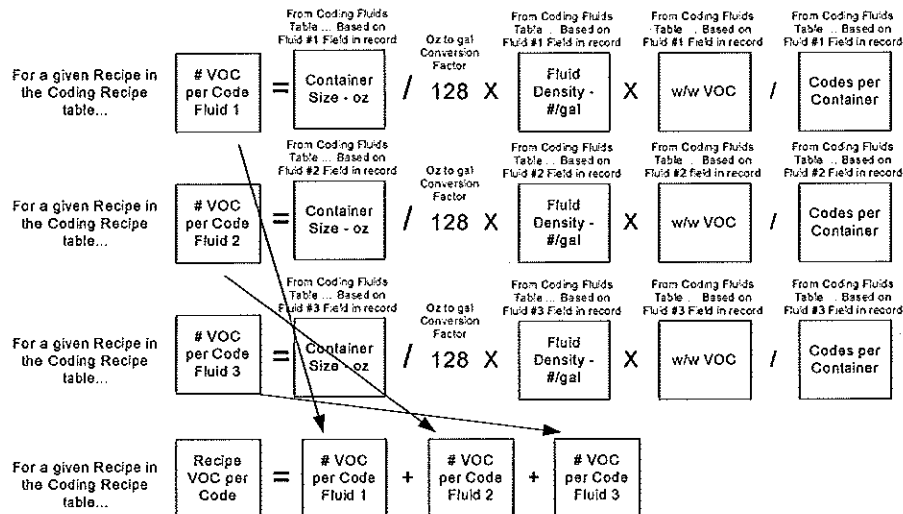 From Coding Fluids
Table ... Based on
Fluid #1 Field in record
Oz to gal
Conversion
Factor
From Coding Fluids
Table ... Based on
Fluid #1 Field in record
From Coding Fluids
Table ... Based on
Fluid #1 Field in record
From Coding Fluids
Table ... Based on
Fluid #1 Field in record
For a given Recipe in
the Coding Recipe
table...
# VOC
per Code
Fluid 1
=
Container
Size - oz
/
128
X
Fluid
Density -
#/gal
X
w/w VOC
/
Codes per
Container
From Coding Fluids
Table ... Based on
Fluid #2 Field in record
Oz to gal
Conversion
Factor
From Coding Fluids
Table ... Based on
Fluid #2 Field in record
From Coding Fluids
Table .. Based on
Fluid #2 field in record
From Coding Fluids
Table ... Based on
Fluid #2 Field in record
For a given Recipe in
the Coding Recipe
table...
# VOC
per Code
Fluid 2
=
Container
Size - oz
/
128
X
Fluid
Density -
#/gal
X
w/w VOC
/
Codes per
Container
From Coding Fluids
Table ... Based on
Fluid #3 Field in record
Oz to gal
Conversion
Factor
From Coding Fluids
Table ... Based on
Fluid #3 Field in record
From Coding Fluids
Table ... Based on
Fluid #3 Field in record
From Coding Fluids
Table ... Based on
Fluid #3 Field in record
For a given Recipe in
the Coding Recipe
table...
# VOC
per Code
Fluid 3
=
Container
Size - oz
/
128
X
Fluid
Density -
#/gal
X
w/w VOC
/
Codes per
Container
For a given Recipe in
the Coding Recipe
table...
Recipe
VOC per
Code
=
# VOC
per Code
Fluid 1
+
# VOC
per Code
Fluid 2
+
# VOC
per Code
Fluid 3